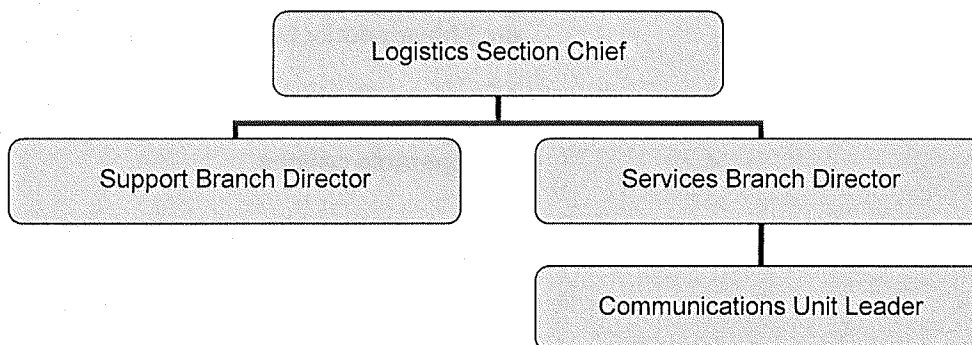 Logistics Section Chief
Support Branch Director
Services Branch Director
Communications Unit Leader